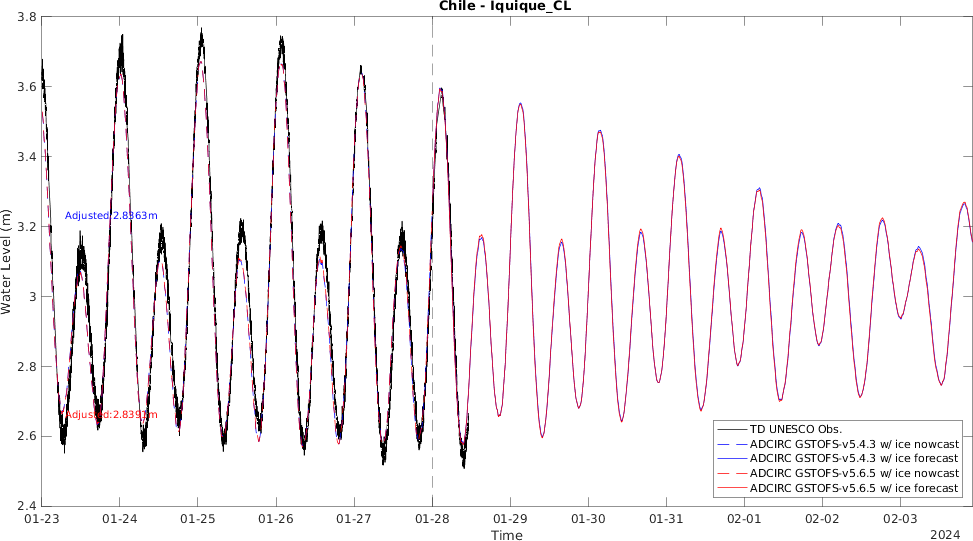 Chile - Iquique_CL
3.8
3.6
3.4
3.2
3
2.8
2.6
2.4
Water Level (m)
Adjusted:2.8363m
Adjusted:2.8391m
TD UNESCO Obs.
ADCIRC GSTOFS-v5.4.3 w/ ice nowcast
ADCIRC GSTOFS-v5.4.3 w/ ice forecast
ADCIRC GSTOFS-v5.6.5 w/ ice nowcast
ADCIRC GSTOFS-v5.6.5 w/ ice forecast
01-23 01-24 01-25 01-26 01-27 01-28 01-29 01-30 01-31 02-01 02-02 02-03
Time
2024